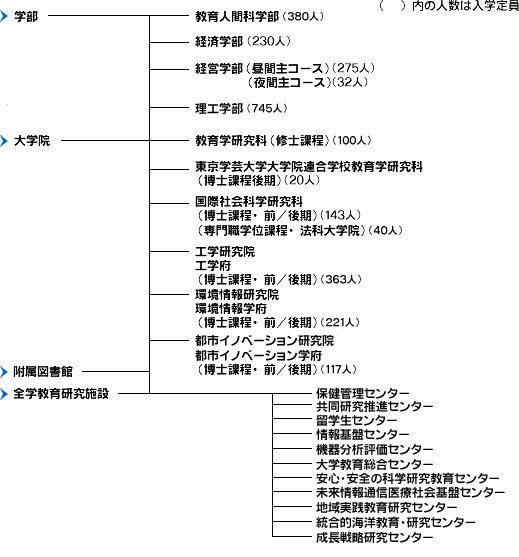 （　）内の人数は入学定員
学部
教育人間科学部（380人）
経済学部（230人）
経営学部（昼間主コース）（275人）
（夜間主コース）（32人）
理工学部（745人）
大学院
教育学研究科（修士課程）（100人）
東京学芸大学大学院連合学校教育学研究科
（博士課程後期）（20人）
国際社会科学研究科
（博士課程・前／後期）（143人）
（専門職学位課程・法科大学院）（40人）
工学研究院
工学府
（博士課程・前／後期）（363人）
環境情報研究院
環境情報学府
（博士課程・前／後期）（221人）
都市イノベーション研究院
都市イノベーション学府
（博士課程・前／後期）（117人）
附属図書館
全学教育研究施設
保健管理センター
共同研究推進センター
留学生センター
情報基盤センター
機器分析評価センター
大学教育総合センター
安心・安全の科学研究教育センター
未来情報通信医療社会基盤センター
地域実践教育研究センター
統合的海洋教育・研究センター
成長戦略研究センター